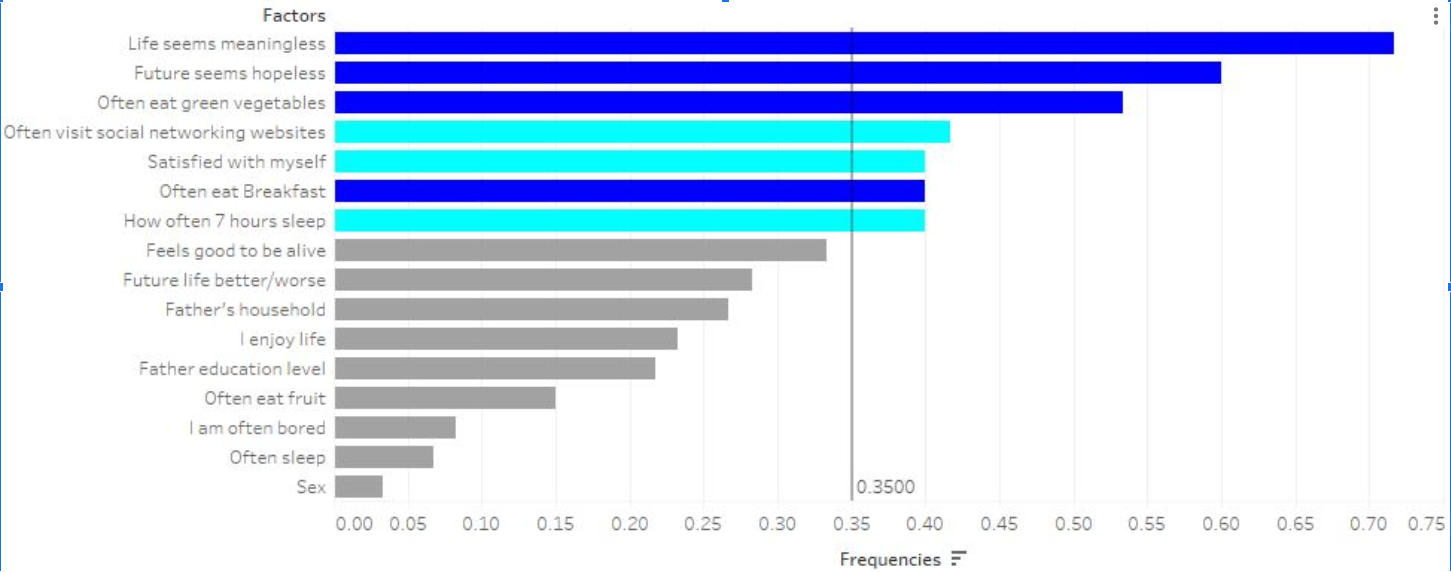 Factors
Life seems meaningless
Future seems hopeless
Often eat green vegetables
Often visit social networking websites
Satisfied with myself
Often eat Breakfast
How often 7 hours sleep
Feels good to be alive
Future life better/worse
Father's household
I enjoy life
Father education level
Often eat fruit
I am often bored
Often sleep
Sex
0.3500
0.00 0.05 0.10 0.15 0.20 0.25 0.30 0.35 0.40 0.45 0.50 0.55 0.60 0.65 0.70 0.75
Frequencies